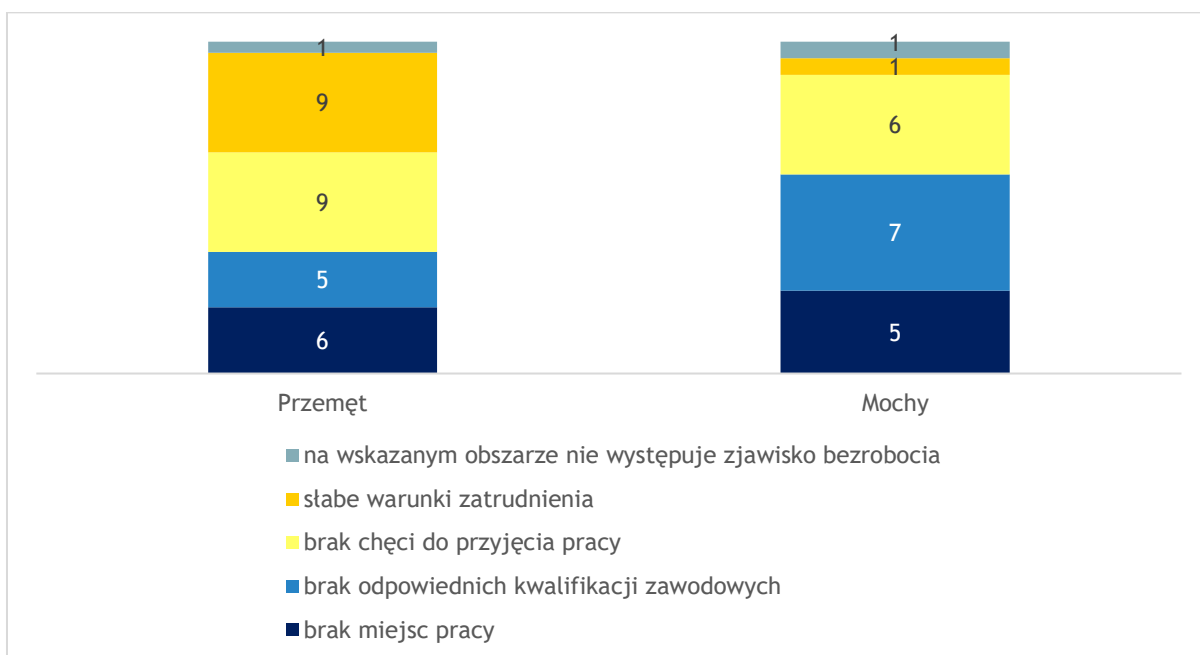 1
1
9
1
6
9
7
5
6
5
Przemęt
Mochy
na wskazanym obszarze nie występuje zjawisko bezrobocia
słabe warunki zatrudnienia
brak chęci do przyjęcia pracy
brak odpowiednich kwalifikacji zawodowych
brak miejsc pracy